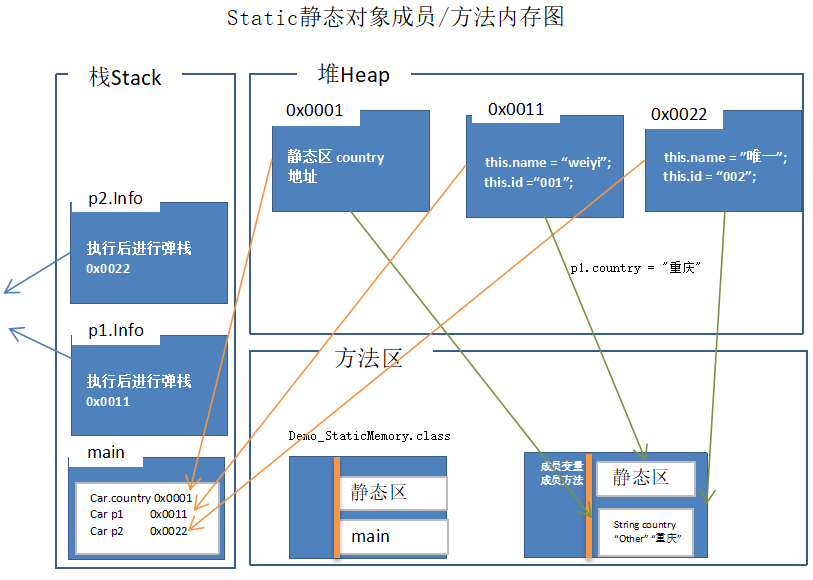 Static静态对象成员/方法内存图
栈Stack
p2.Info
执行后进行弹栈
0x0022
p1.Info
执行后进行弹栈
0x0011
main
Car.country 0x0001
Car p1 0x0011
Car p2 0x0022
堆Heap
0x0001
静态区 country
地址
0x0011
this.name = “weiyi”;
this.id =“001”;
0x0022
this.name = ”唯一”;
this.id =“002”;
p1.country = "重庆"
方法区
Demo_StaticMemory.class
静态区
main
成员变量
成员方法
静态区
String country
“Other” “重庆”